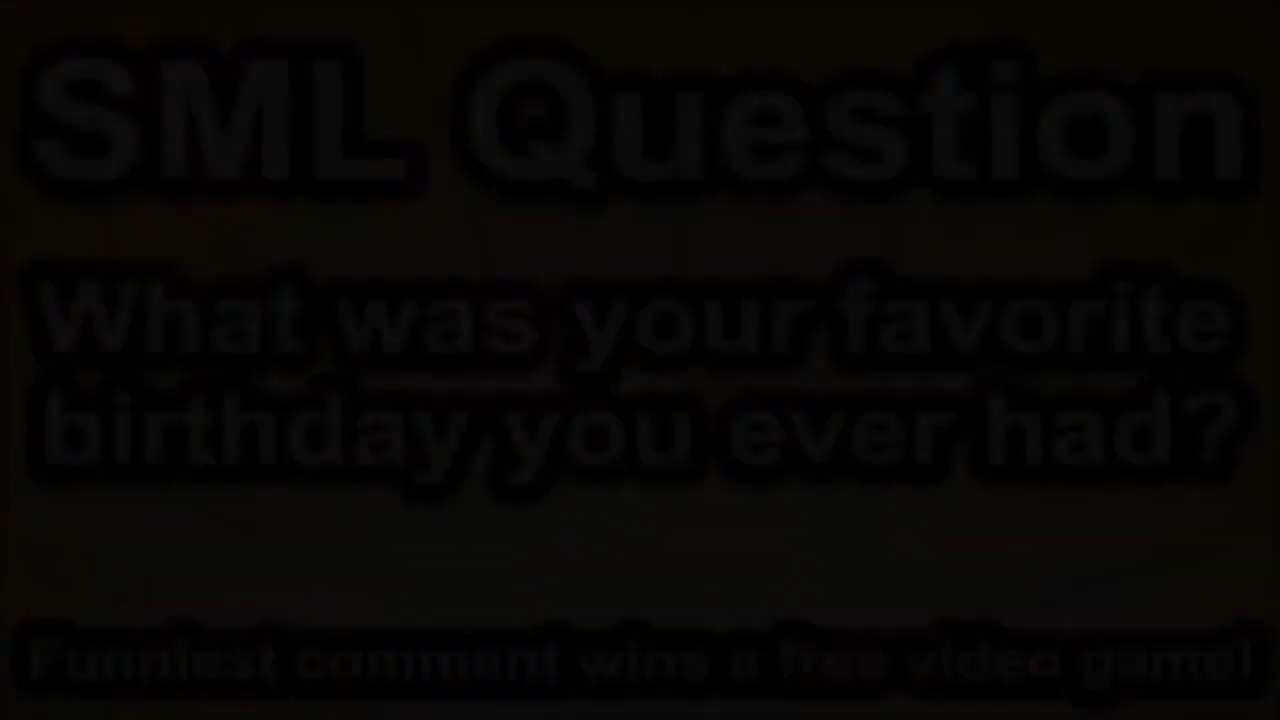 SML Question
What was your favorite
birthday you ever had?
Funniest comment wins a free video game!